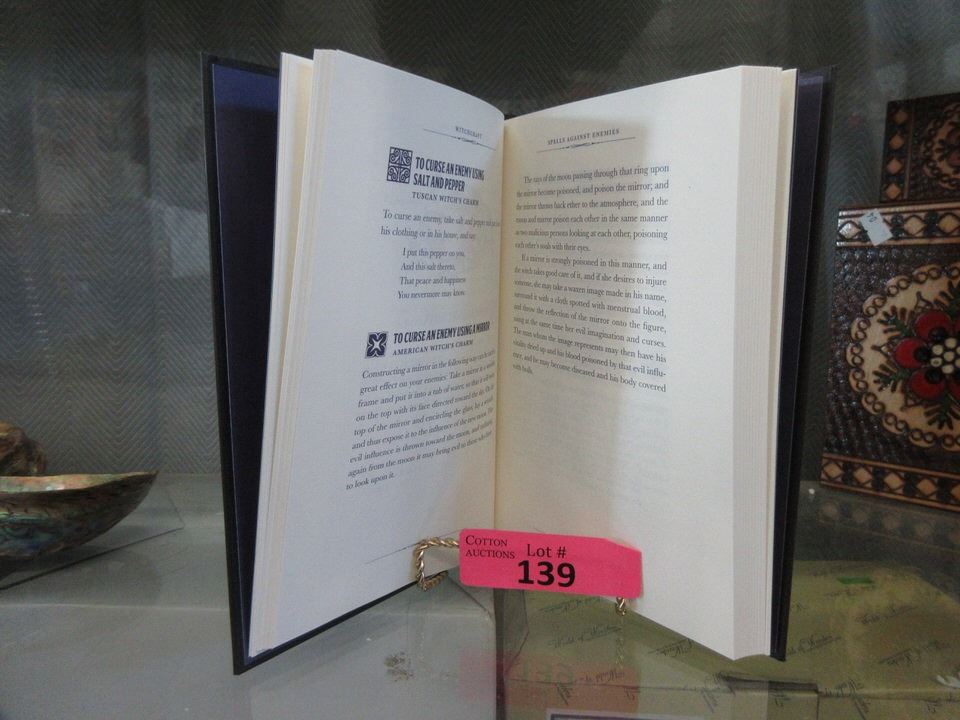 WITCHCRAFT
TO CURSE AN ENEMY USING
SALT AND PEPPER
TUSCAN WITCH'S CHARM
To curse an enemy, take salt and pepper and put
his clothing or in his house, and say:
I put this pepper on you,
And this salt thereto,
That peace and happiness
You nevermore may know.
TO CURSE AN ENEMY USING A MIRROR
AMERICAN WITCH'S CHARM
Constructing a mirror in the following way can be
great effect on your enemies: Take a mirror in a
frame and put it into a tub of water, so that it will
on the top with its face directed toward the sky. On the
top of the mirror and encircling the glass, lay a
and thus expose it to the influence of the new moon. This
evil influence is thrown toward the moon, and radiating
again from the moon it may bring evil to those who love
to look upon it.
SPELLS AGAINST ENEMIES
The rays of the moon passing through that ring upon
the mirror become poisoned, and poison the mirror; and
the mirror throws back ether to the atmosphere, and the
moon and mirror poison each other in the same manner
as two malicious persons looking at each other, poisoning
each other's souls with their eyes.
If a mirror is strongly poisoned in this manner, and
the witch takes good care of it, and if she desires to injure
someone, she may take a waxen image made in his name,
surround it with a cloth spotted with menstrual blood,
and throw the reflection of the mirror onto the figure,
using at the same time her evil imagination and curses.
The man whom the image represents may then have his
vitality dried up and his blood poisoned by that evil influ-
ence, and he may become diseased and his body covered
with boils.
COTTON
AUCTIONS
Lot #
139